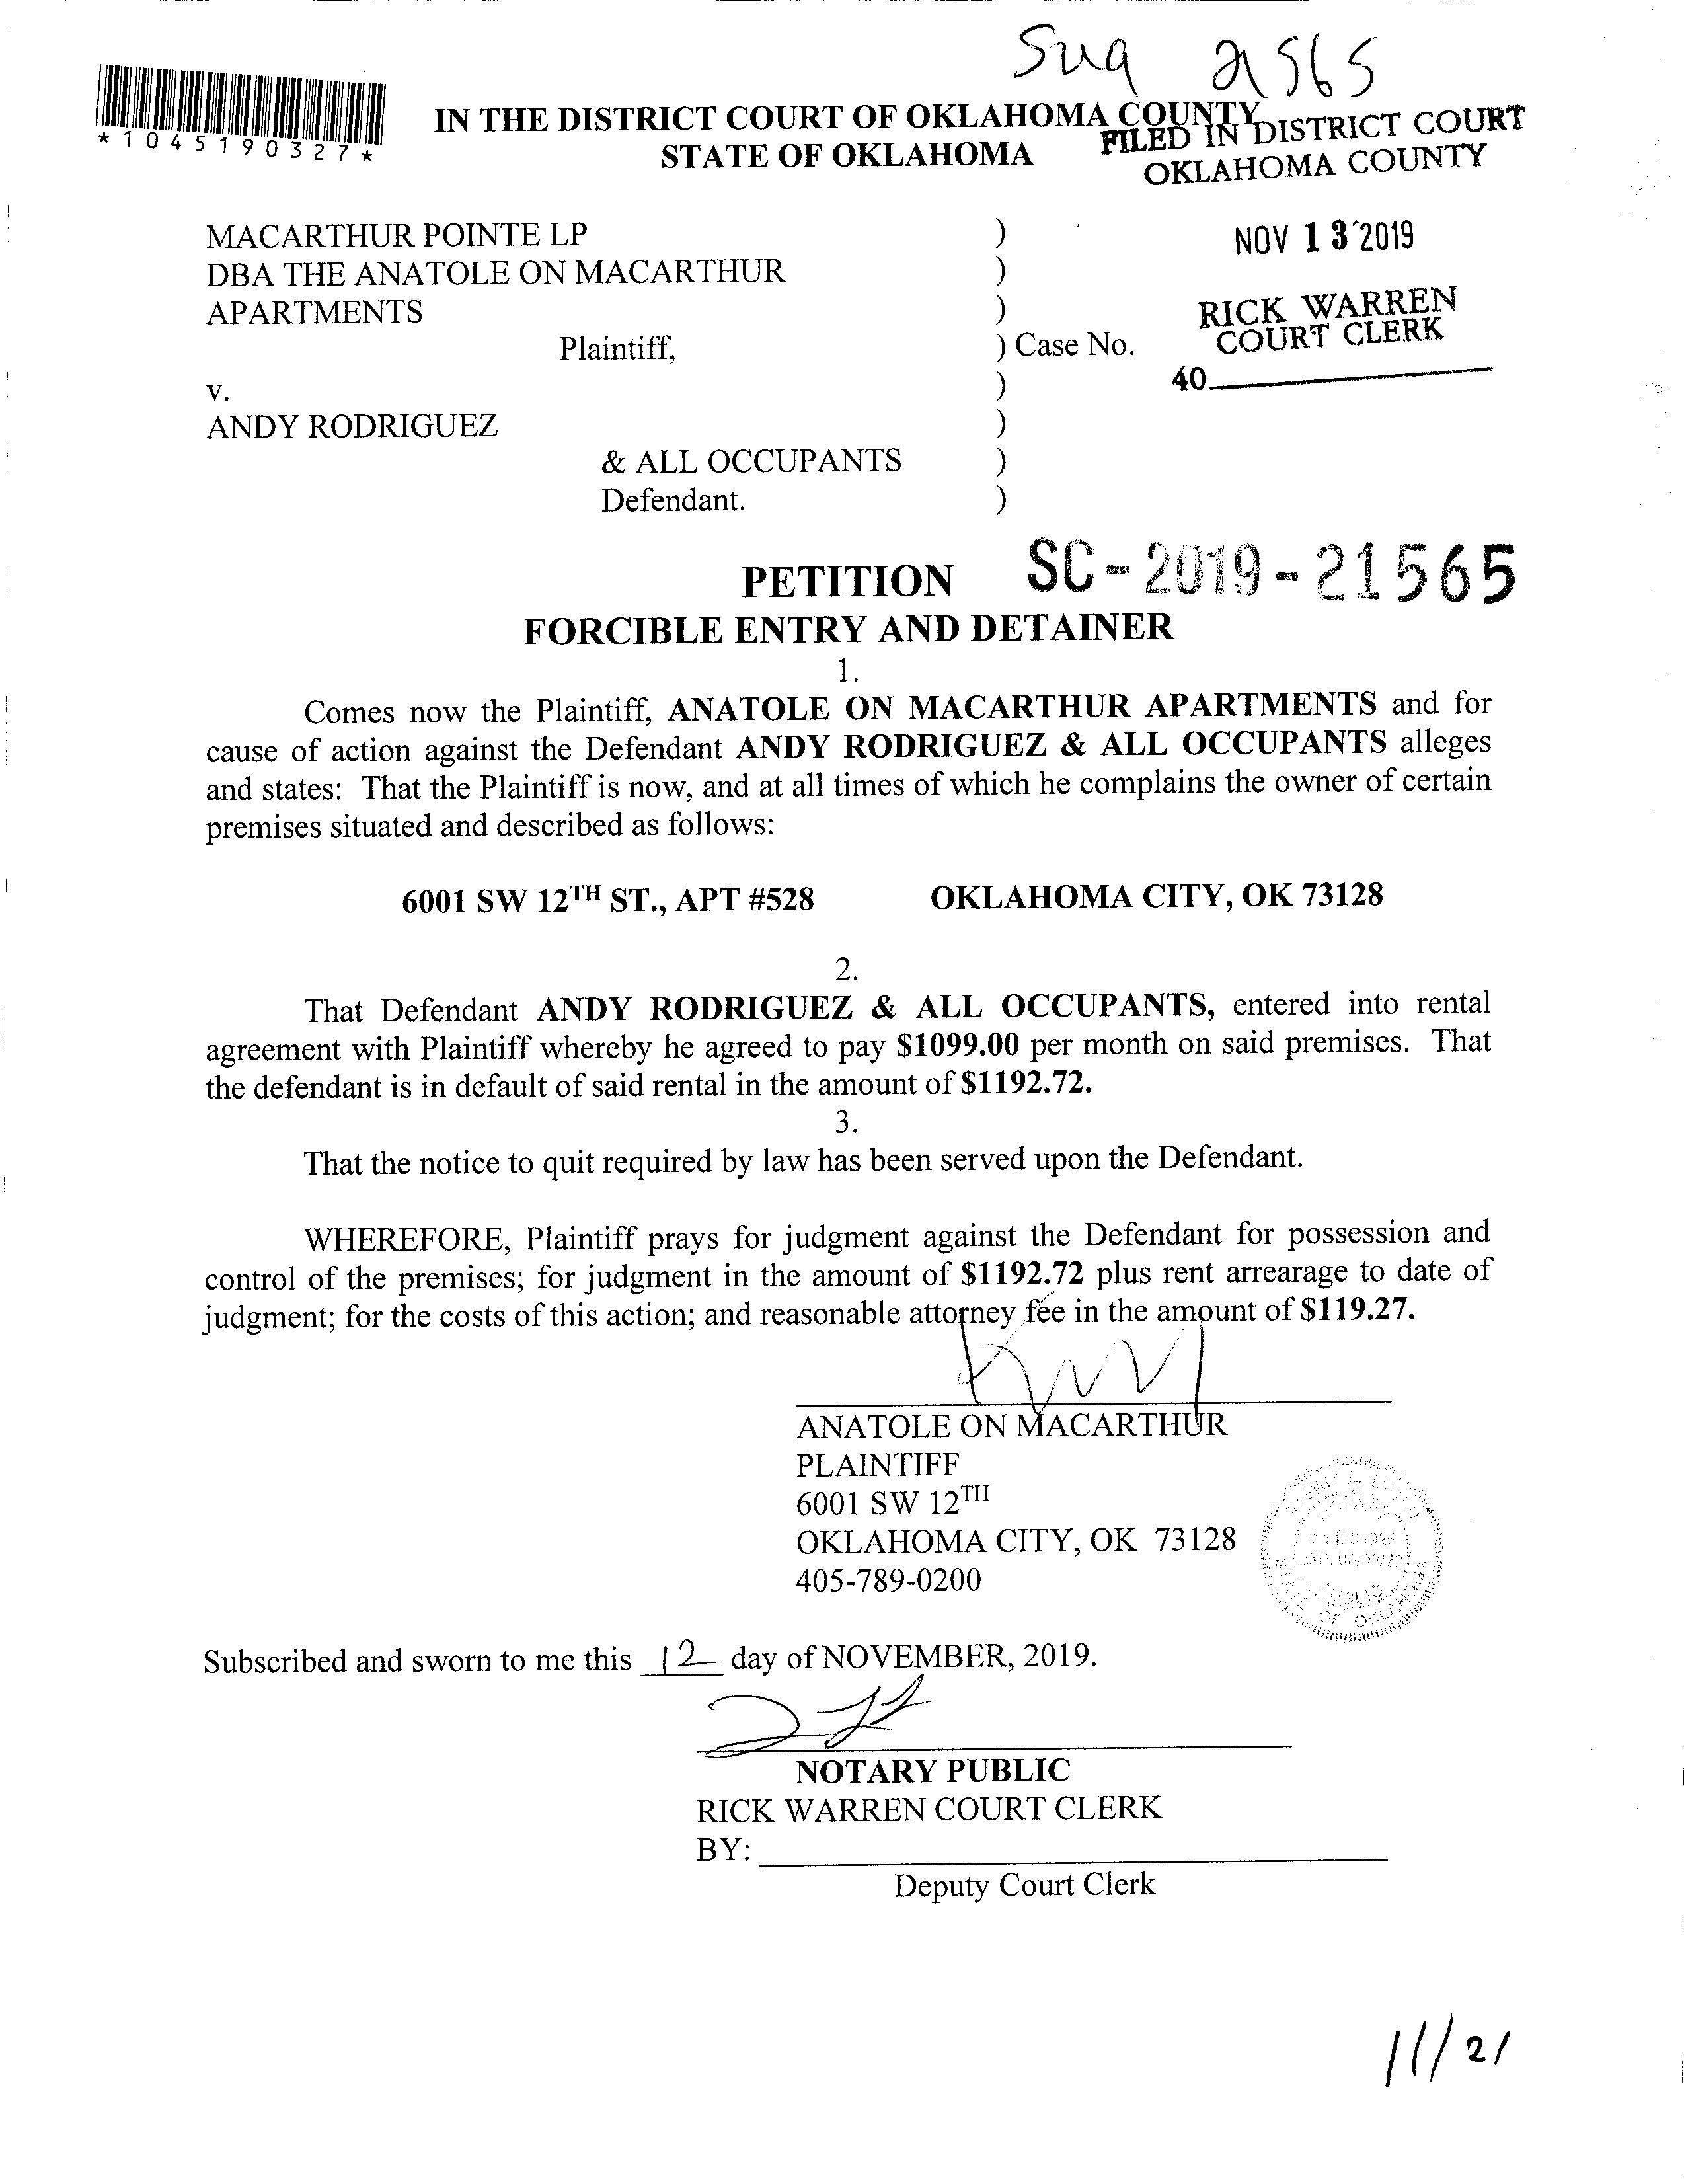 21565
IN THE DISTRICT COURT OF OKLAHOMA COUNTY
STATE OF OKLAHOMA
*1045190327*
FILED IN DISTRICT COURT
OKLAHOMA COUNTY
NOV 13 2019
RICK WARREN
COURT CLERK
40
MACARTHUR POINTE LP )
DBA THE ANATOLE ON MACARTHUR )
APARTMENTS )
Plaintiff, ) Case No.
v. )
ANDY RODRIGUEZ )
& ALL OCCUPANTS )
Defendant. )
PETITION SC-2019-21565
FORCIBLE ENTRY AND DETAINER
1.
Comes now the Plaintiff, ANATOLE ON MACARTHUR APARTMENTS and for
cause of action against the Defendant ANDY RODRIGUEZ & ALL OCCUPANTS alleges
and states: That the Plaintiff is now, and at all times of which he complains the owner of certain
premises situated and described as follows:
6001 SW 12TH ST., APT #528 OKLAHOMA CITY, OK 73128
2.
That Defendant ANDY RODRIGUEZ & ALL OCCUPANTS, entered into rental
agreement with Plaintiff whereby he agreed to pay $1099.00 per month on said premises. That
the defendant is in default of said rental in the amount of $1192.72.
3.
That the notice to quit required by law has been served upon the Defendant.
WHEREFORE, Plaintiff prays for judgment against the Defendant for possession and
control of the premises; for judgment in the amount of $1192.72 plus rent arrearage to date of
judgment; for the costs of this action; and reasonable attorney fee in the amount of $119.27.
ANATOLE ON MACARTHUR
PLAINTIFF
6001 SW 12TH
OKLAHOMA CITY, OK 73128
405-789-0200
Subscribed and sworn to me this 12 day of NOVEMBER, 2019.
NOTARY PUBLIC
RICK WARREN COURT CLERK
BY:
Deputy Court Clerk
11/21